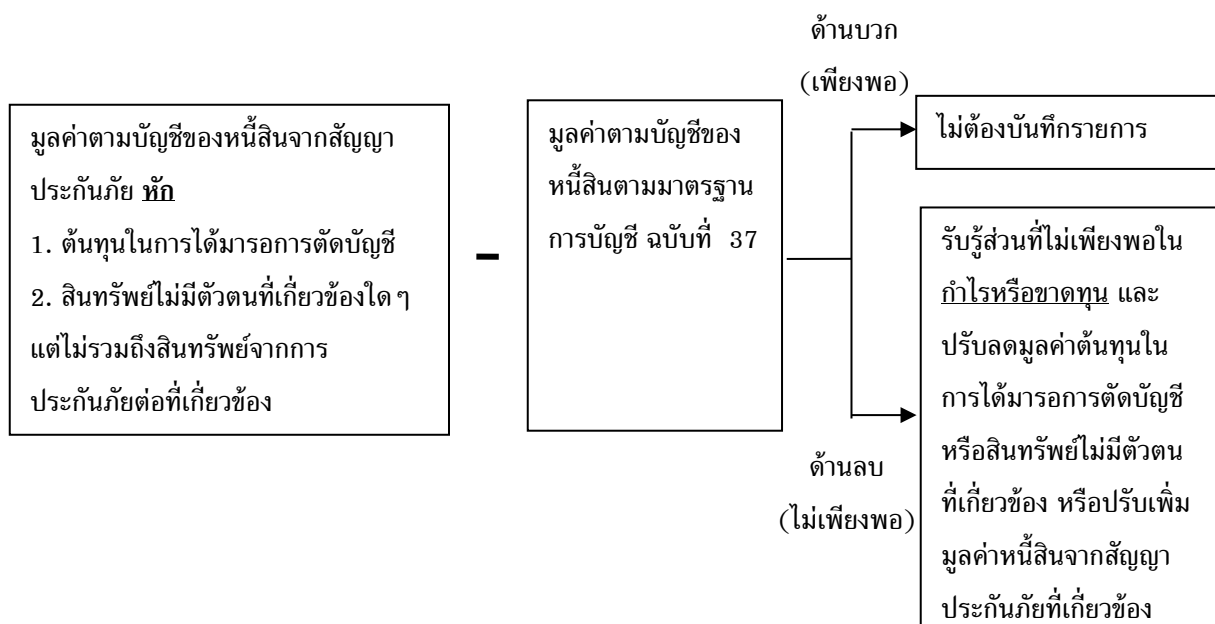 มูลค่าตามบัญชีของหนี้สินจากสัญญา
ประกันภัย หัก
1. ต้นทุนในการได้มารอการตัดบัญชี
2. สินทรัพย์ไม่มีตัวตนที่เกี่ยวข้องใด ๆ
แต่ไม่รวมถึงสินทรัพย์จากการ
ประกันภัยต่อที่เกี่ยวข้อง
-
มูลค่าตามบัญชีของ
หนี้สินตามมาตรฐาน
การบัญชี ฉบับที่ 37
ด้านบวก
(เพียงพอ)
ไม่ต้องบันทึกรายการ
ด้านลบ
(ไม่เพียงพอ)
รับรู้ส่วนที่ไม่เพียงพอใน
กำไรหรือขาดทุน และ
ปรับลดมูลค่าต้นทุนใน
การได้มารอการตัดบัญชี
หรือสินทรัพย์ไม่มีตัวตน
ที่เกี่ยวข้อง หรือปรับเพิ่ม
มูลค่าหนี้สินจากสัญญา
ประกันภัยที่เกี่ยวข้อง